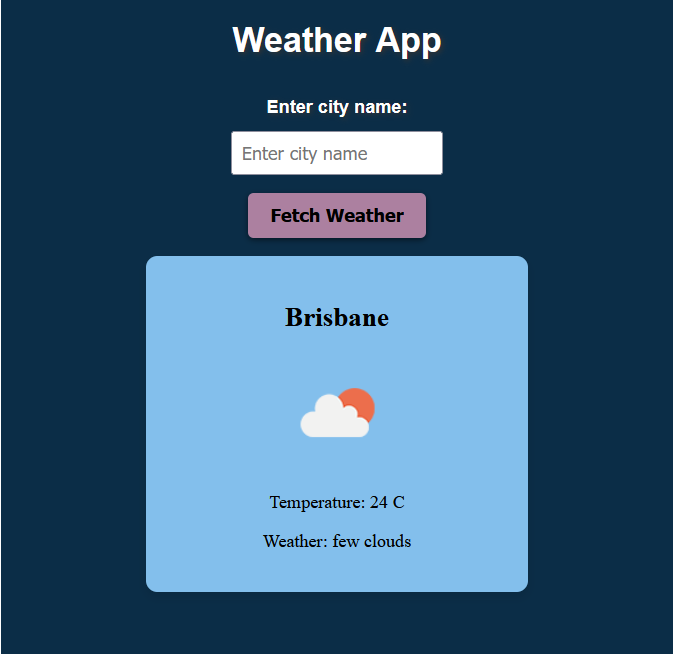 Weather App
Enter city name:
Enter city name
Fetch Weather
Brisbane
Temperature: 24 C
Weather: few clouds